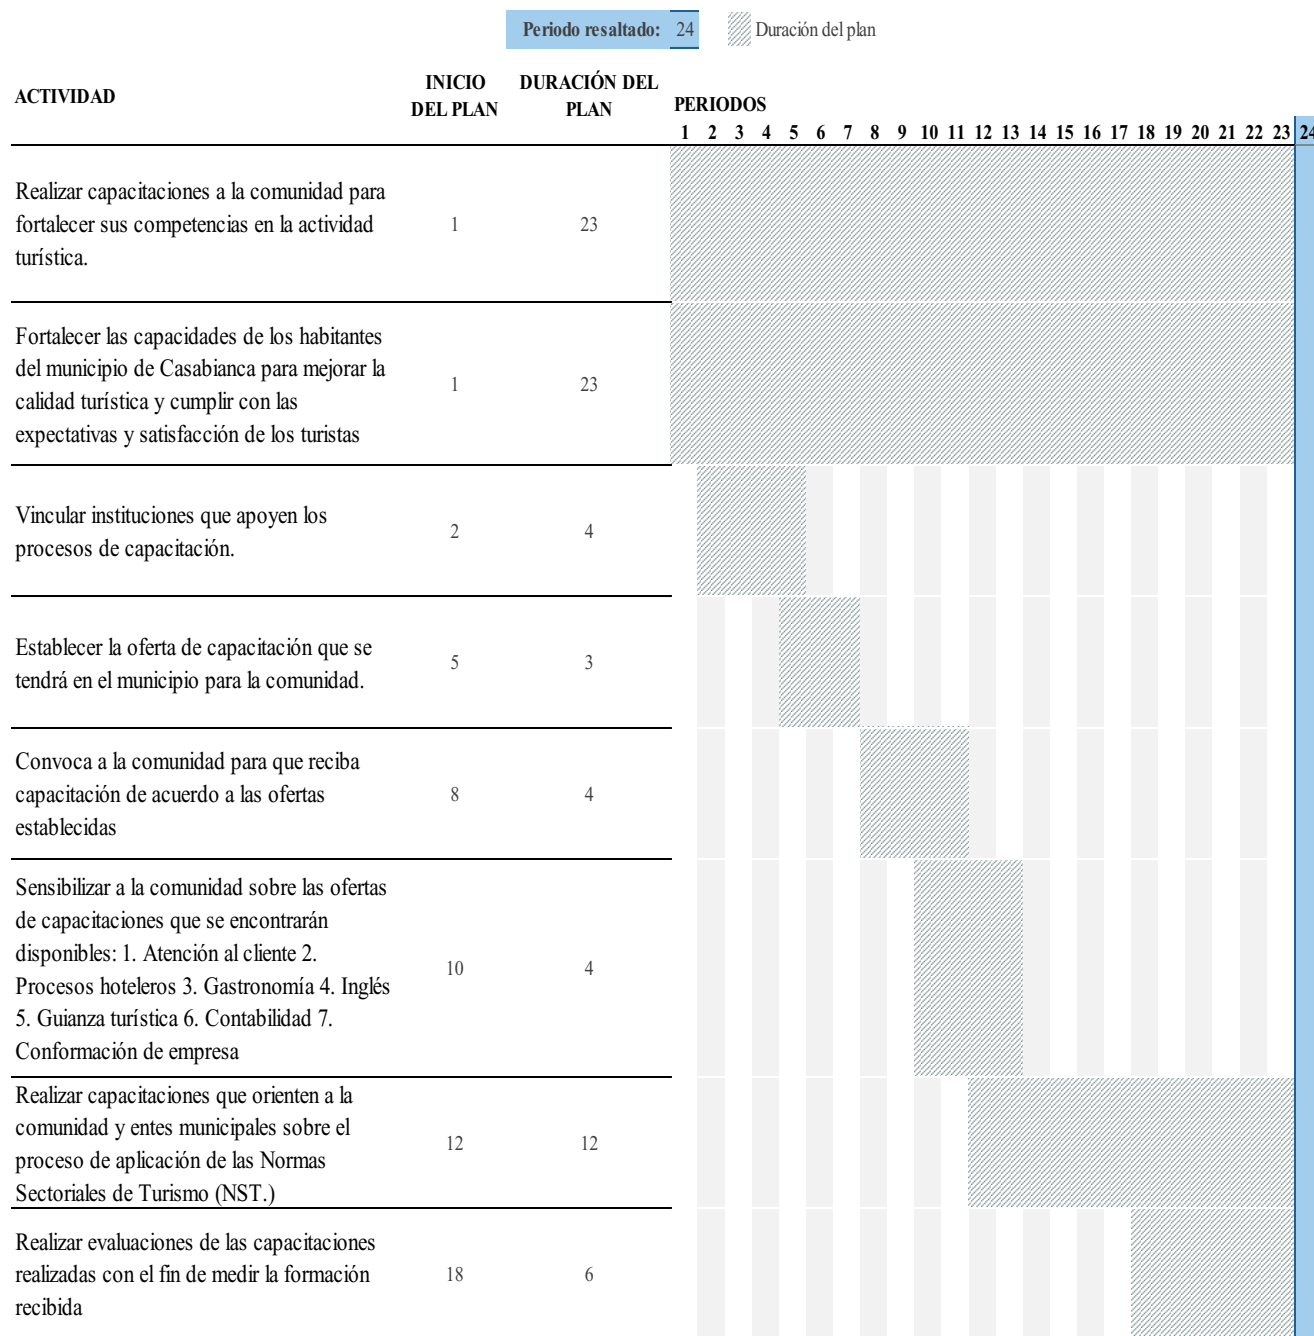 Periodo resaltado: 24 Duración del plan
ACTIVIDAD
INICIO
DEL PLAN
DURACIÓN DEL
PLAN
PERIODOS
1 2 3 4 5 6 7 8 9 10 11 12 13 14 15 16 17 18 19 20 21 22 23 24
Realizar capacitaciones a la comunidad para
fortalecer sus competencias en la actividad
turística.
1 23
Fortalecer las capacidades de los habitantes
del municipio de Casabianca para mejorar la
calidad turística y cumplir con las
expectativas y satisfacción de los turistas
1 23
Vincular instituciones que apoyen los
procesos de capacitación.
2 4
Establecer la oferta de capacitación que se
tendrá en el municipio para la comunidad.
5 3
Convoca a la comunidad para que reciba
capacitación de acuerdo a las ofertas
establecidas
8 4
Sensibilizar a la comunidad sobre las ofertas
de capacitaciones que se encontrarán
disponibles: 1. Atención al cliente 2.
Procesos hoteleros 3. Gastronomía 4. Inglés
5. Guianza turística 6. Contabilidad 7.
Conformación de empresa
10 4
Realizar capacitaciones que orienten a la
comunidad y entes municipales sobre el
proceso de aplicación de las Normas
Sectoriales de Turismo (NST.)
12 12
Realizar evaluaciones de las capacitaciones
realizadas con el fin de medir la formación
recibida
18 6